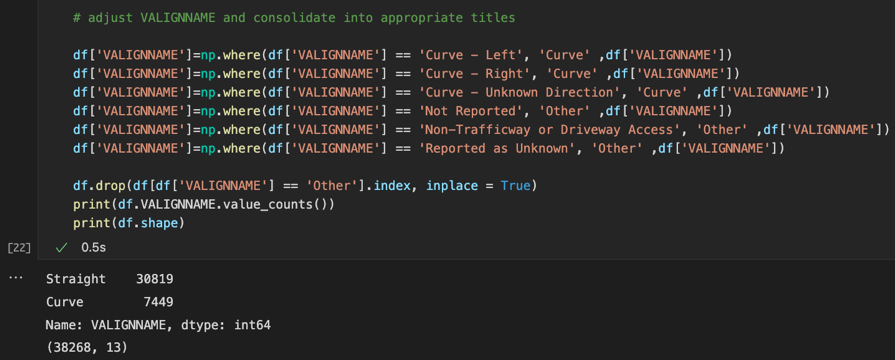 # adjust VALIGNNAME and consolidate into appropriate titles
df['VALIGNNAME']=np.where(df['VALIGNNAME'] == 'Curve - Left', 'Curve' ,df['VALIGNNAME'])
df['VALIGNNAME']=np.where(df['VALIGNNAME'] == 'Curve - Right', 'Curve' ,df['VALIGNNAME'])
df['VALIGNNAME']=np.where(df['VALIGNNAME'] == 'Curve - Unknown Direction', 'Curve' ,df['VALIGNNAME'])
df['VALIGNNAME']=np.where(df['VALIGNNAME'] == 'Not Reported', 'Other' ,df['VALIGNNAME'])
df['VALIGNNAME']=np.where(df['VALIGNNAME'] == 'Non-Trafficway or Driveway Access', 'Other' ,df['VALIGNNAME'])
df['VALIGNNAME']=np.where(df['VALIGNNAME'] == 'Reported as Unknown', 'Other' ,df['VALIGNNAME'])
df.drop(df[df['VALIGNNAME'] == 'Other'].index, inplace = True)
print(df.VALIGNNAME.value_counts())
print(df.shape)
[22] ✓ 0.5s
... Straight    30819
Curve        7449
Name: VALIGNNAME, dtype: int64
(38268, 13)